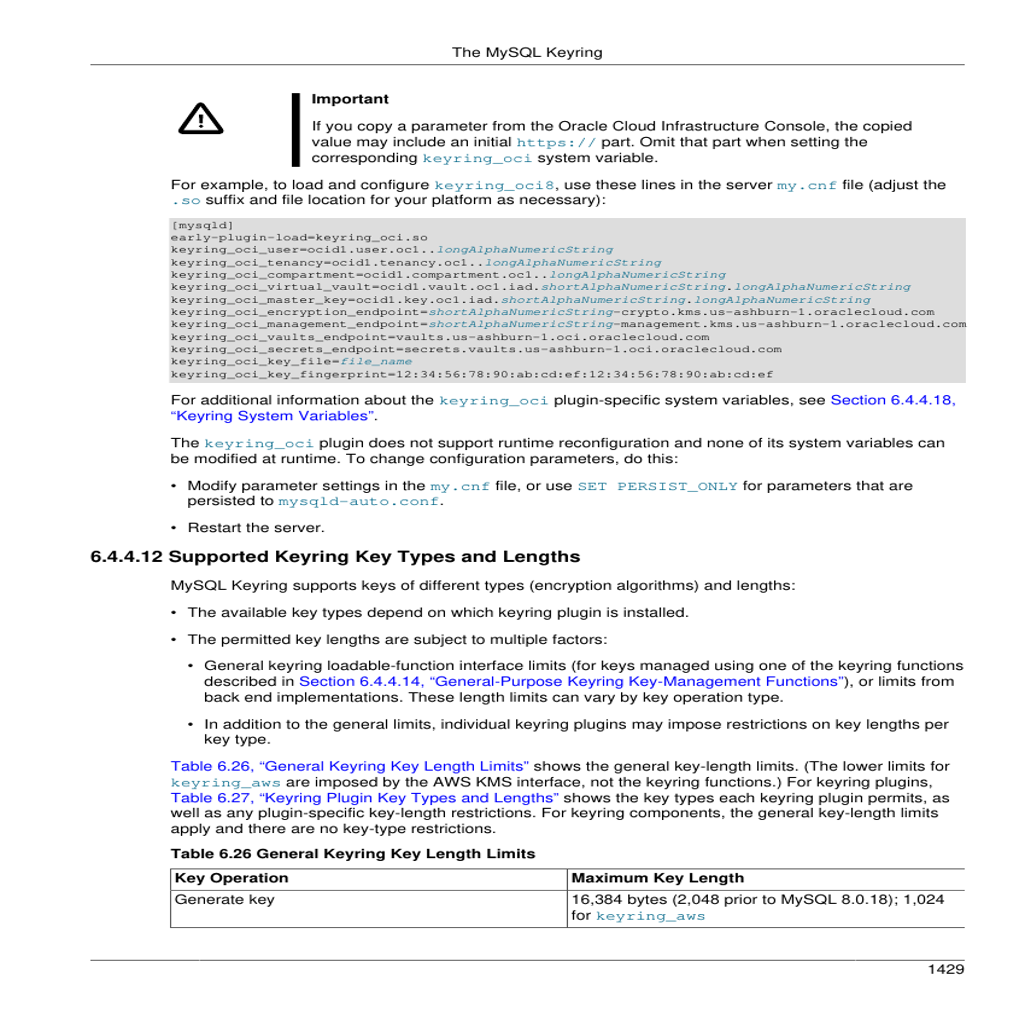 The MySQL Keyring
Important
If you copy a parameter from the Oracle Cloud Infrastructure Console, the copied
value may include an initial https:// part. Omit that part when setting the
corresponding keyring_oci system variable.
For example, to load and configure keyring_oci8, use these lines in the server my.cnf file (adjust the
.so suffix and file location for your platform as necessary):
[mysqld]
early-plugin-load=keyring_oci.so
keyring_oci_user=ocid1.user.oc1..longAlphaNumericString
keyring_oci_tenancy=ocid1.tenancy.oc1..longAlphaNumericString
keyring_oci_compartment=ocid1.compartment.oc1..longAlphaNumericString
keyring_oci_virtual_vault=ocid1.vault.oc1.iad.shortAlphaNumericString.longAlphaNumericString
keyring_oci_master_key=ocid1.key.oc1.iad.shortAlphaNumericString.longAlphaNumericString
keyring_oci_encryption_endpoint=shortAlphaNumericString-crypto.kms.us-ashburn-1.oraclecloud.com
keyring_oci_management_endpoint=shortAlphaNumericString-management.kms.us-ashburn-1.oraclecloud.com
keyring_oci_vaults_endpoint=vaults.us-ashburn-1.oci.oraclecloud.com
keyring_oci_secrets_endpoint=secrets.vaults.us-ashburn-1.oci.oraclecloud.com
keyring_oci_key_file=file_name
keyring_oci_key_fingerprint=12:34:56:78:90:ab:cd:ef:12:34:56:78:90:ab:cd:ef
For additional information about the keyring_oci plugin-specific system variables, see Section 6.4.4.18,
“Keyring System Variables”.
The keyring_oci plugin does not support runtime reconfiguration and none of its system variables can
be modified at runtime. To change configuration parameters, do this:
• Modify parameter settings in the my.cnf file, or use SET PERSIST_ONLY for parameters that are
persisted to mysqld-auto.conf.
• Restart the server.
6.4.4.12 Supported Keyring Key Types and Lengths
MySQL Keyring supports keys of different types (encryption algorithms) and lengths:
• The available key types depend on which keyring plugin is installed.
• The permitted key lengths are subject to multiple factors:
• General keyring loadable-function interface limits (for keys managed using one of the keyring functions
described in Section 6.4.4.14, “General-Purpose Keyring Key-Management Functions”), or limits from
back end implementations. These length limits can vary by key operation type.
• In addition to the general limits, individual keyring plugins may impose restrictions on key lengths per
key type.
Table 6.26, “General Keyring Key Length Limits” shows the general key-length limits. (The lower limits for
keyring_aws are imposed by the AWS KMS interface, not the keyring functions.) For keyring plugins,
Table 6.27, “Keyring Plugin Key Types and Lengths” shows the key types each keyring plugin permits, as
well as any plugin-specific key-length restrictions. For keyring components, the general key-length limits
apply and there are no key-type restrictions.
Table 6.26 General Keyring Key Length Limits
Key Operation Maximum Key Length
Generate key 16,384 bytes (2,048 prior to MySQL 8.0.18); 1,024
for keyring_aws
1429